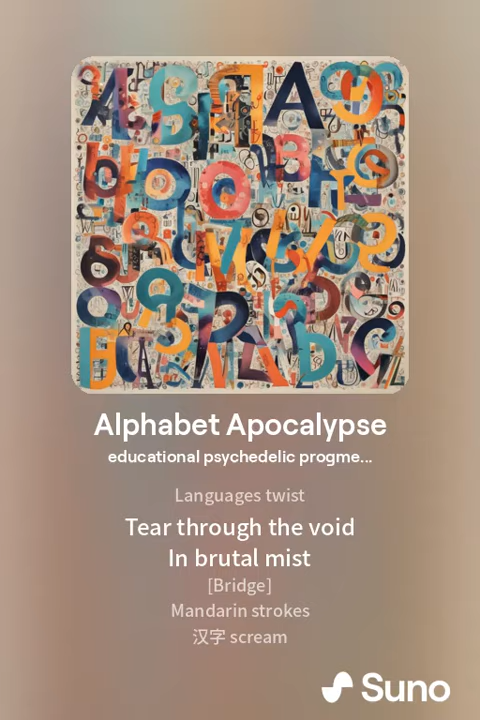 Alphabet Apocalypse
educational psychedelic progme...
Languages twist
Tear through the void
In brutal mist
[Bridge]
Mandarin strokes
汉字 scream
Suno